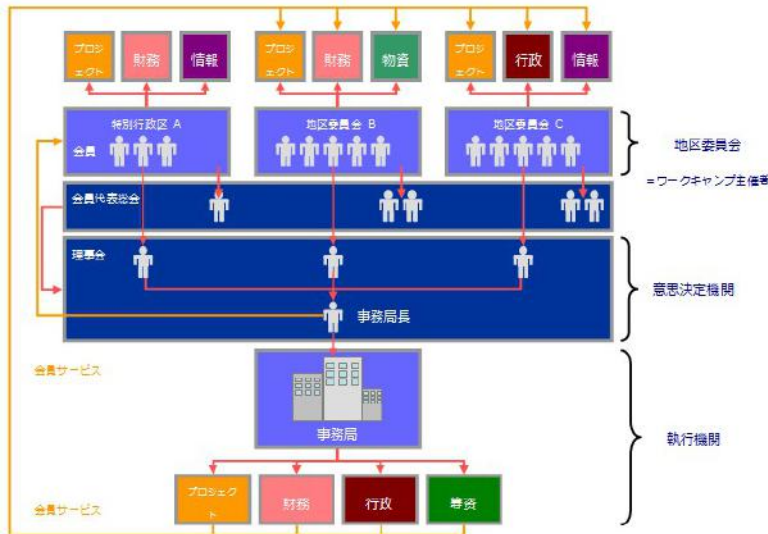 プロジ
ェクト
財務
情報
プロジ
ェクト
財務
物資
プロジ
ェクト
行政
情報
特別行政区 A
会員
地区委員会 B
地区委員会 C
地区委員会
=ワークキャンプ主催者
会員代表総会
理事会
事務局長
意思決定機関
会員サービス
事務局
執行機関
プロジェク
ト
財務
行政
筹資
会員サービス